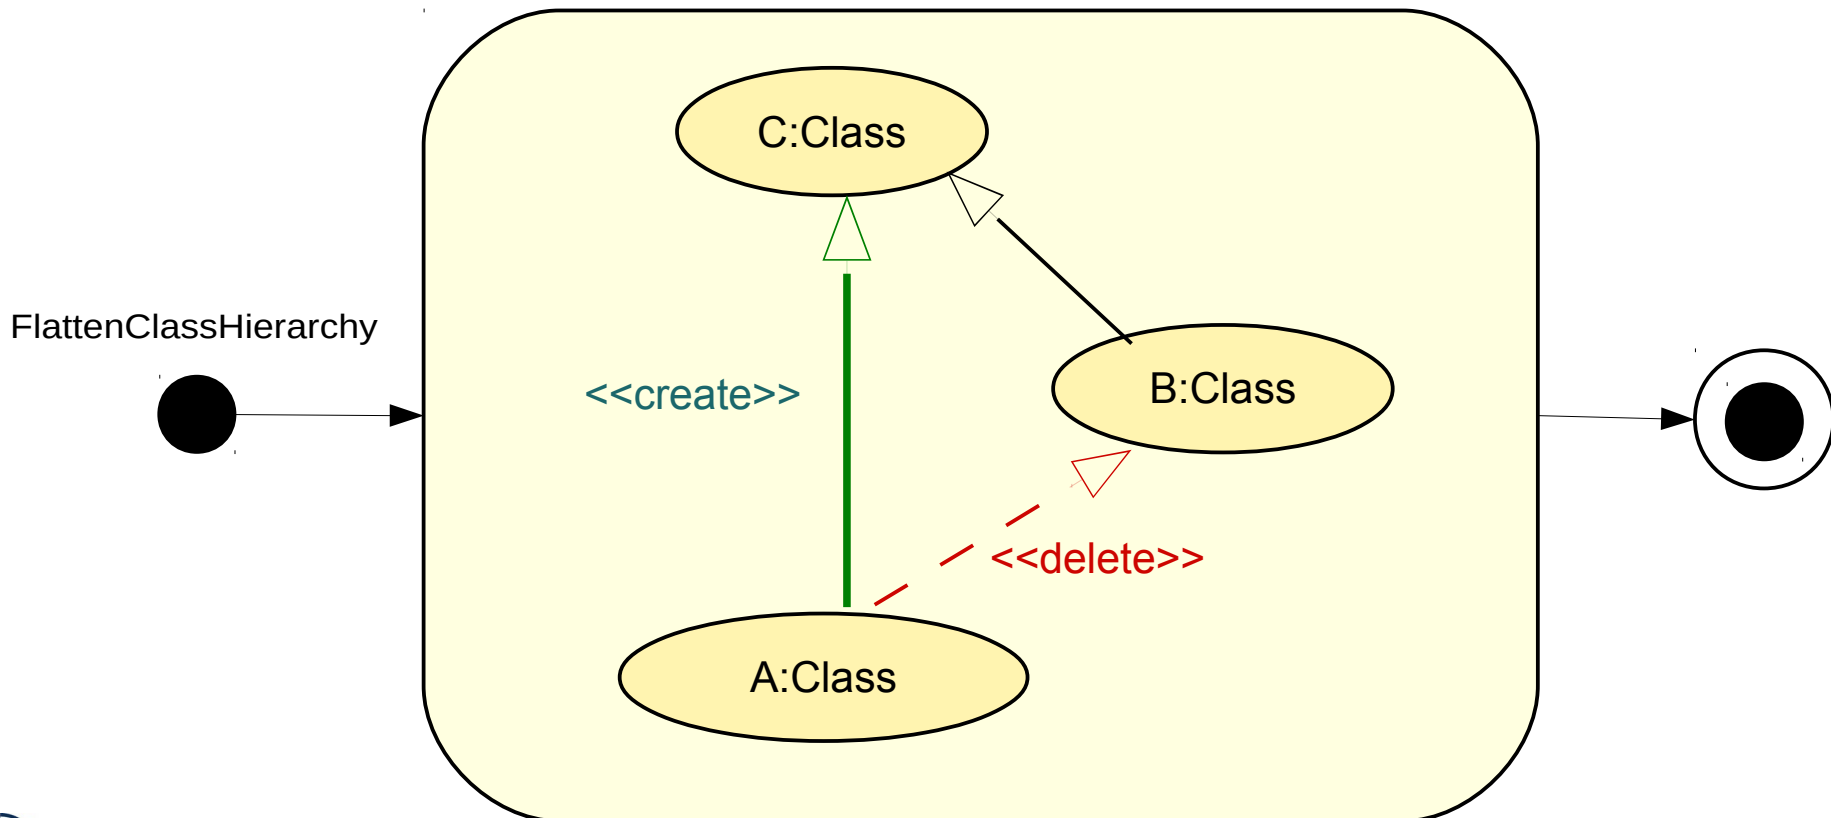 C:Class
FlattenClassHierarchy
<<create>>
B:Class
<<delete>>
A:Class